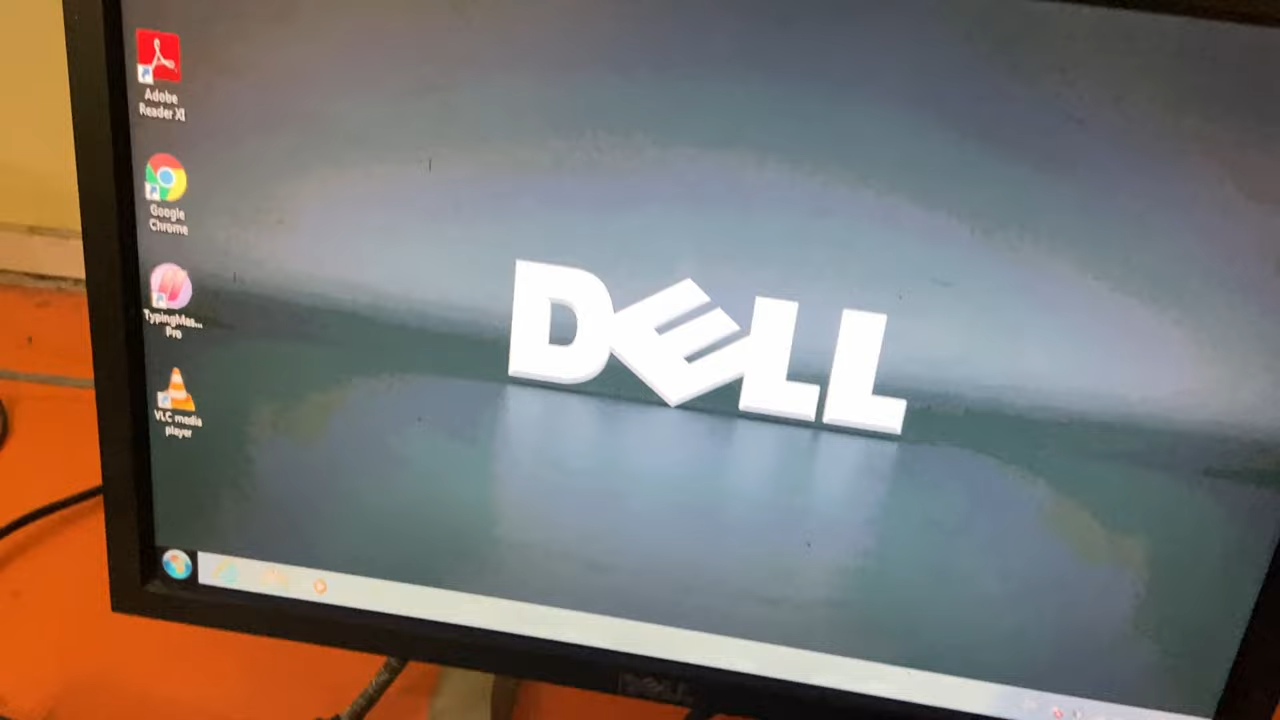 Adobe
Reader XI
Google
Chrome
TypingMas...
Pro
VLC media
player
DELL
DELL